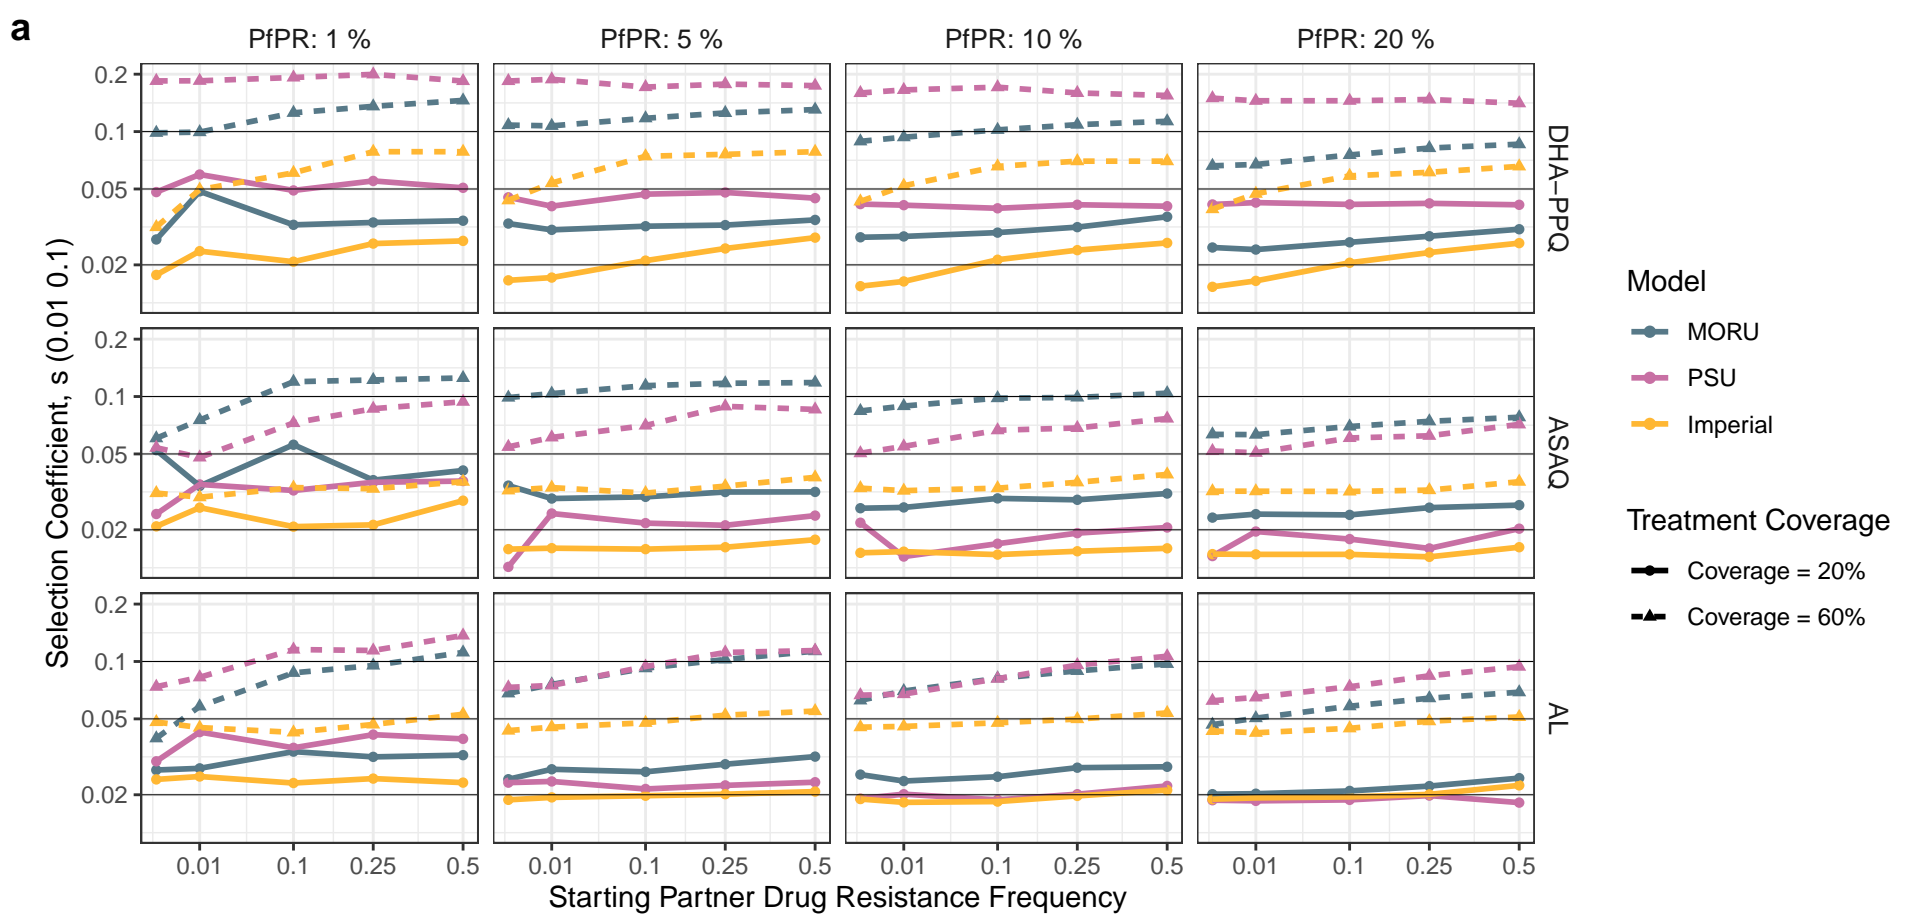 a
PfPR: 1 %
PfPR: 5 %
PfPR: 10 %
PfPR: 20 %
Selection Coefficient, s (0.01 0.1)
0.2
0.1
0.05
0.02
DHA−PPQ
0.2
0.1
0.05
0.02
ASAQ
0.2
0.1
0.05
0.02
AL
0.01 0.1 0.25 0.5
0.01 0.1 0.25 0.5
0.01 0.1 0.25 0.5
0.01 0.1 0.25 0.5
Starting Partner Drug Resistance Frequency
Model
MORU
PSU
Imperial
Treatment Coverage
Coverage = 20%
Coverage = 60%